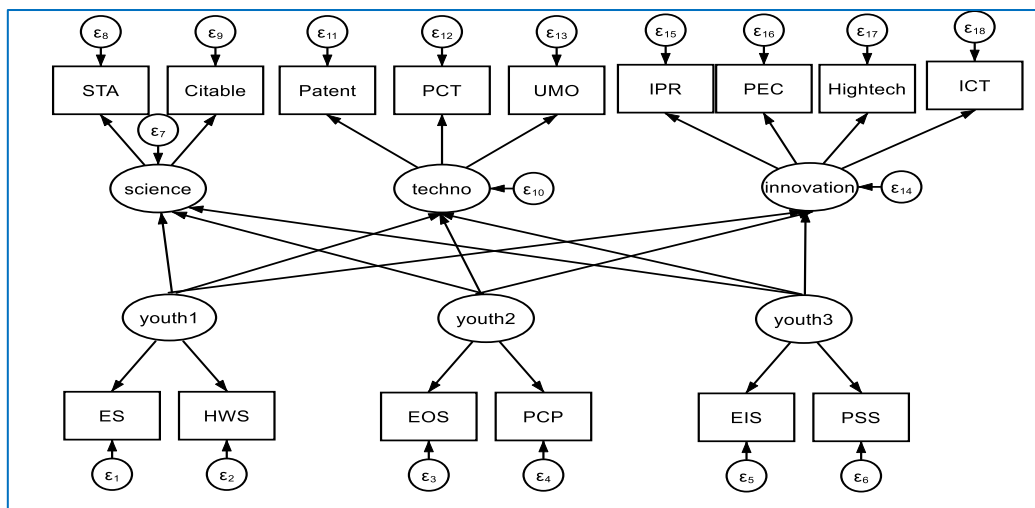 ε₈ ε₉ ε₁₁ ε₁₂ ε₁₃ ε₁₅ ε₁₆ ε₁₇ ε₁₈
STA Citable Patent PCT UMO IPR PEC Hightech ICT
ε₇
science techno ε₁₀ innovation ε₁₄
youth1 youth2 youth3
ES HWS EOS PCP EIS PSS
ε₁ ε₂ ε₃ ε₄ ε₅ ε₆